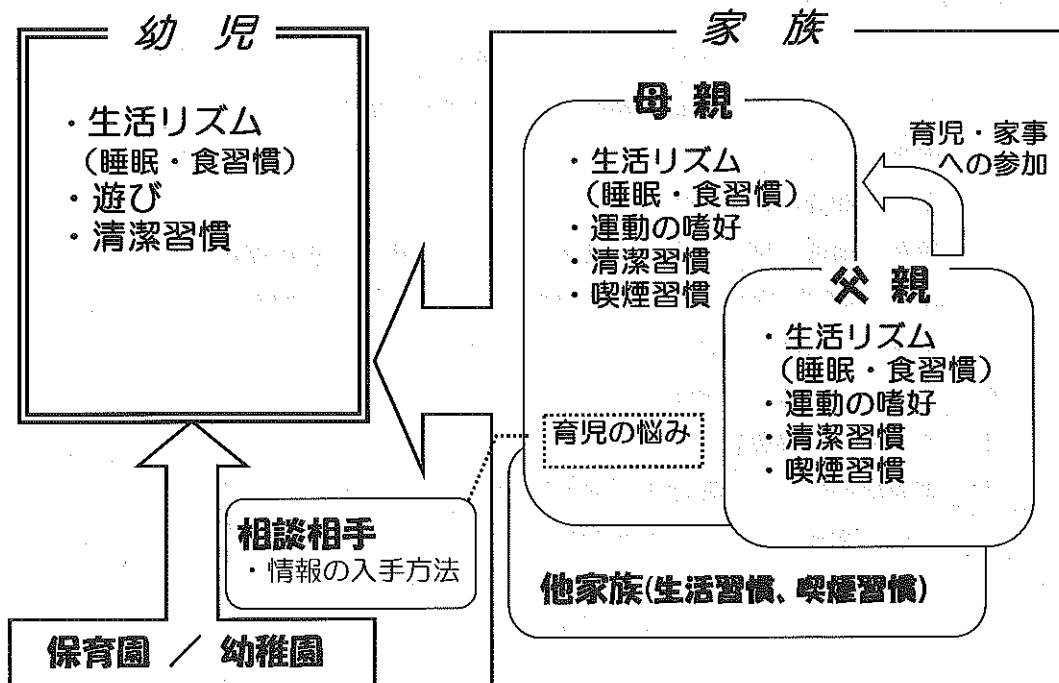 幼 児
・生活リズム
（睡眠・食習慣）
・遊び
・清潔習慣
家 族
母 親
・生活リズム
（睡眠・食習慣）
・運動の嗜好
・清潔習慣
・喫煙習慣
育児の悩み
育児・家事
への参加
父 親
・生活リズム
（睡眠・食習慣）
・運動の嗜好
・清潔習慣
・喫煙習慣
他家族(生活習慣、喫煙習慣)
相談相手
・情報の入手方法
保育園 ／ 幼稚園